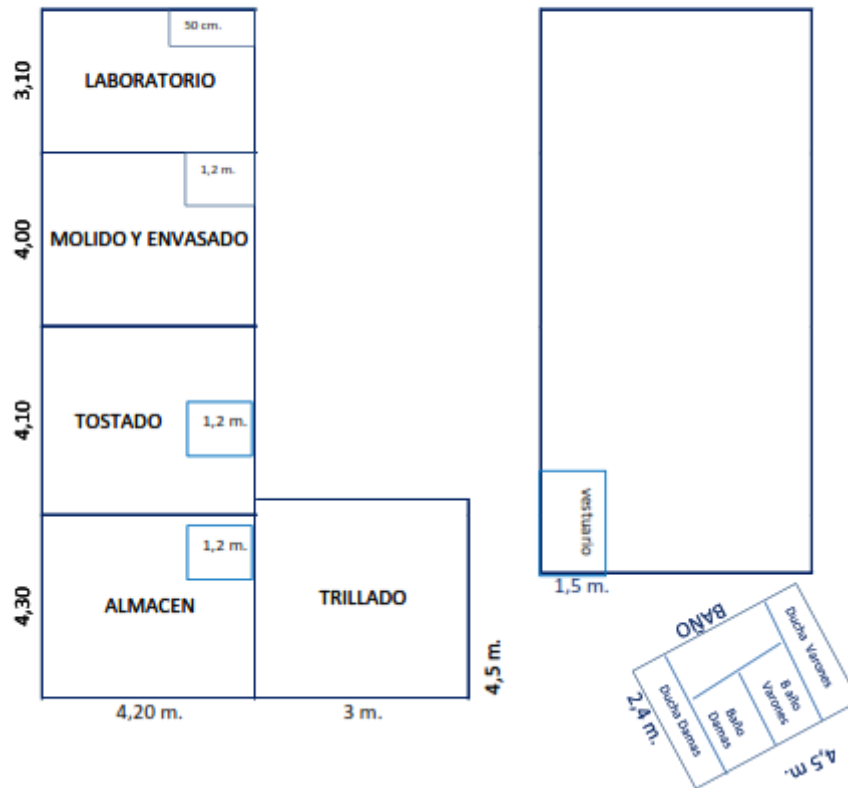 50 cm.
3,10
LABORATORIO
1,2 m.
4,00
MOLIDO Y ENVASADO
4,10
TOSTADO
1,2 m.
1,2 m.
4,30
ALMACEN
TRILLADO
4,5 m.
4,20 m.
3 m.
vestuario
1,5 m.
BAÑO
Ducha Varones
B año
Varones
Baño
Damas
Ducha Damas
2,4 m.
4,5 m.